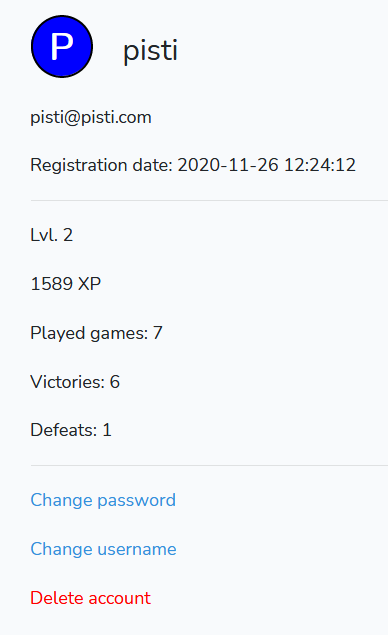 P
pisti
pisti@pisti.com
Registration date: 2020-11-26 12:24:12
Lvl. 2
1589 XP
Played games: 7
Victories: 6
Defeats: 1
Change password
Change username
Delete account